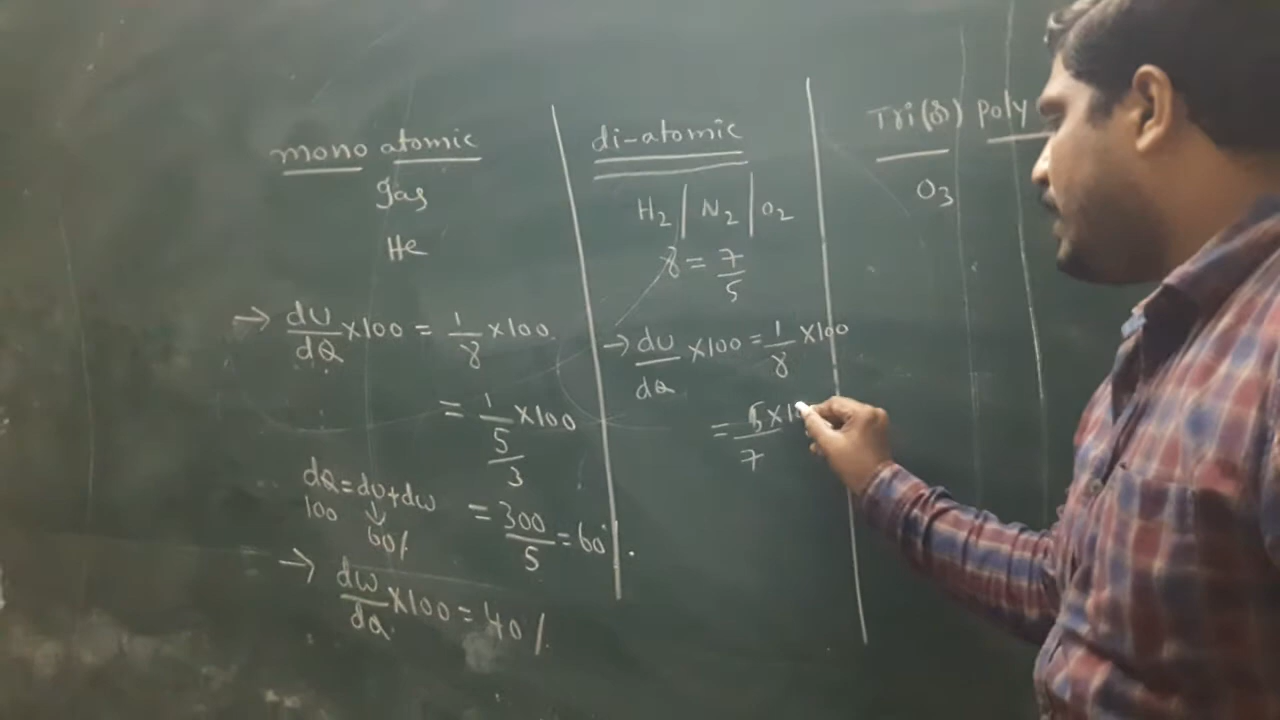 mono atomic
gas
He
→ dU/dQ ×100 = 1/γ ×100
= 1/(5/3) ×100
dQ = dU + dW
100 ↓
60%
= 300/5 = 60%.
→ dW/dQ ×100 = 40%
di-atomic
H₂ | N₂ | O₂
γ = 7/5
→ dU/dQ ×100 = 1/γ ×100
= 5×1/7
Tri(or) Poly
O₃